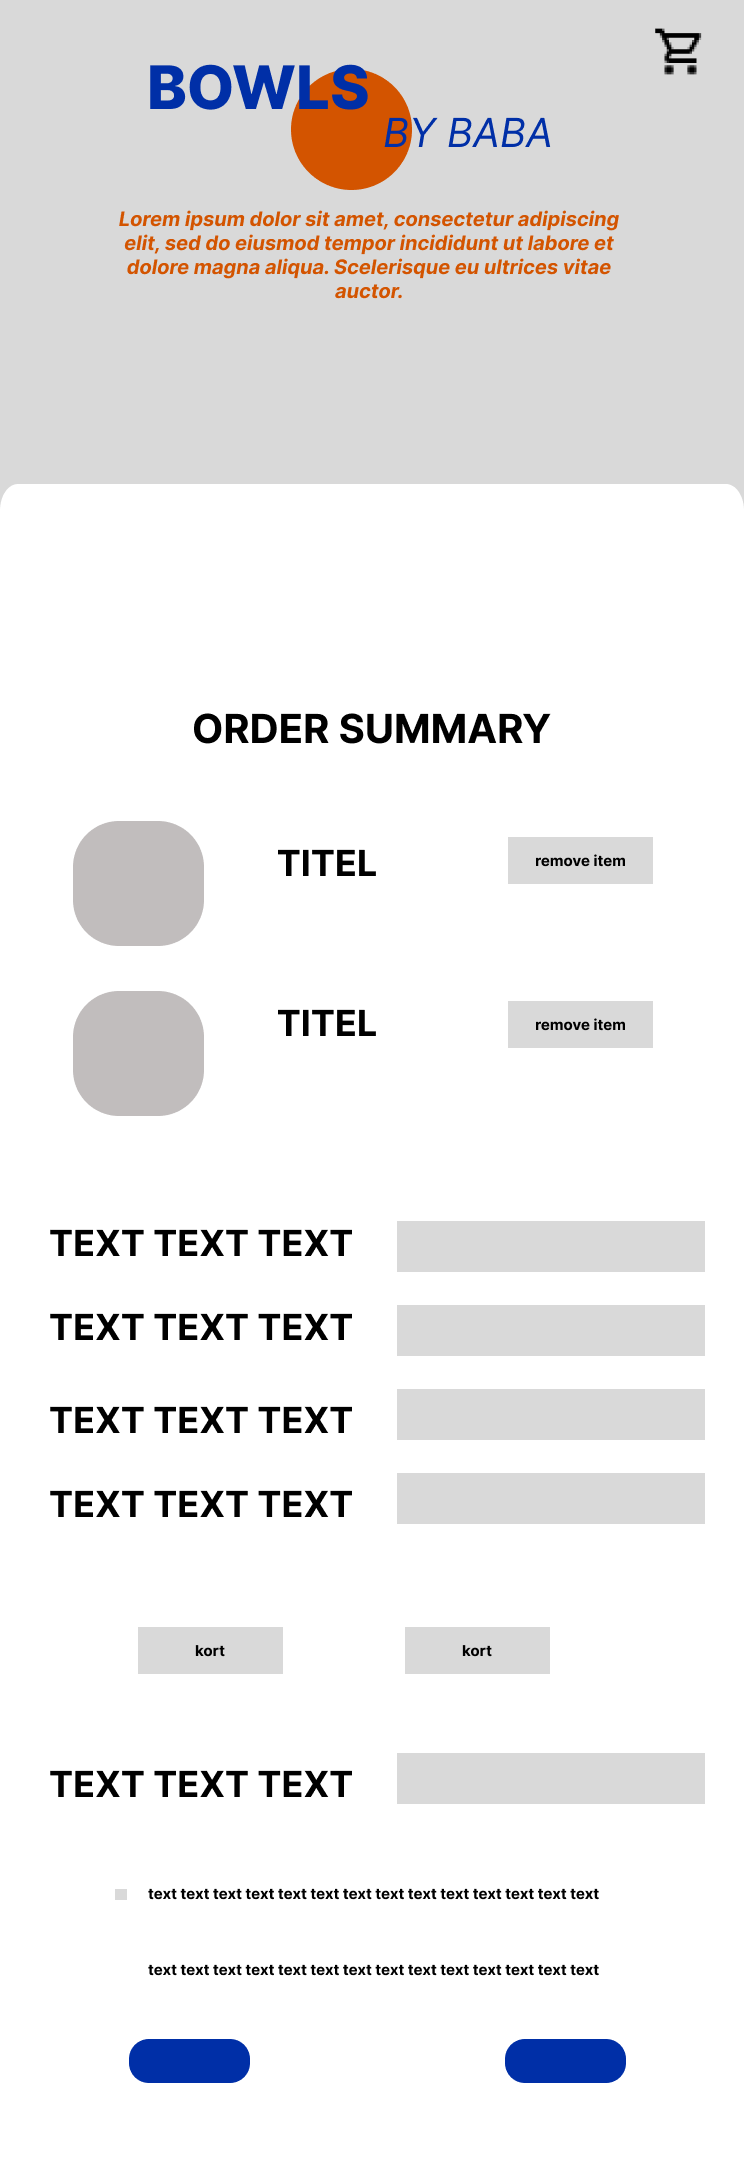 BOWLS
BY BABA
Lorem ipsum dolor sit amet, consectetur adipiscing
elit, sed do eiusmod tempor incididunt ut labore et
dolore magna aliqua. Scelerisque eu ultrices vitae
auctor.
ORDER SUMMARY
TITEL
remove item
TITEL
remove item
TEXT TEXT TEXT
TEXT TEXT TEXT
TEXT TEXT TEXT
TEXT TEXT TEXT
kort
kort
TEXT TEXT TEXT
text text text text text text text text text text text text text text
text text text text text text text text text text text text text text